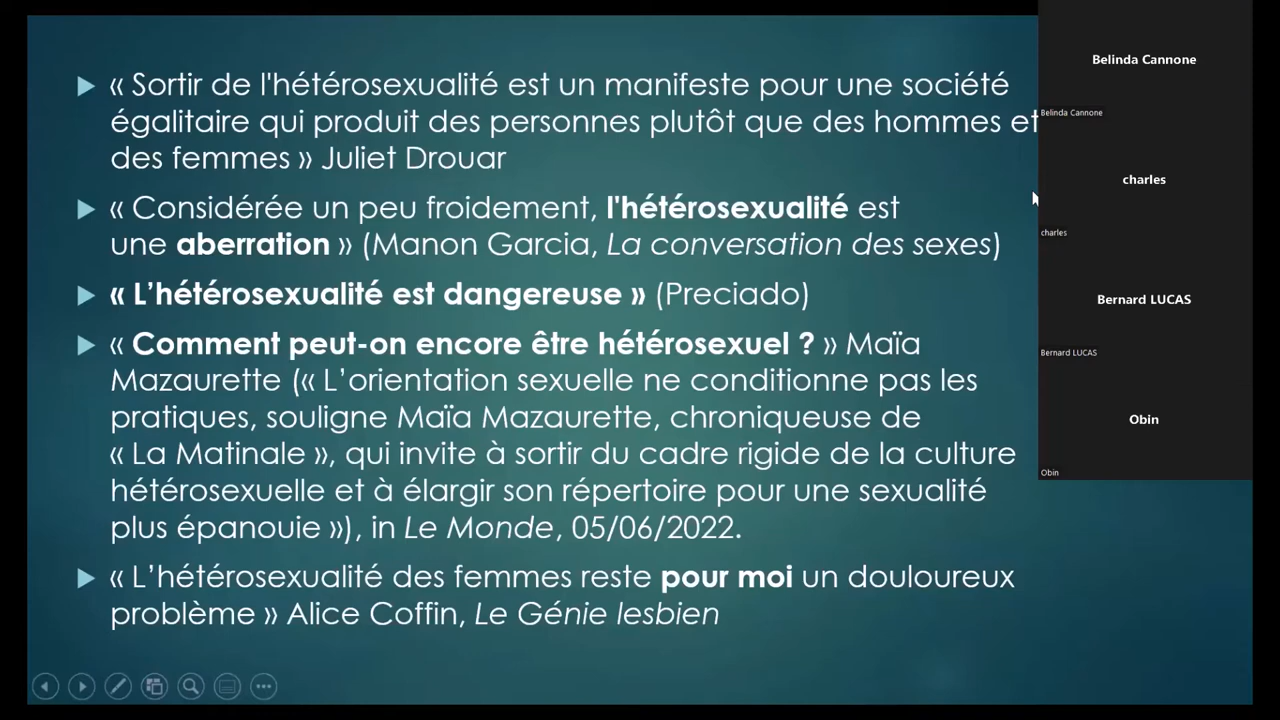 « Sortir de l'hétérosexualité est un manifeste pour une société
égalitaire qui produit des personnes plutôt que des hommes et
des femmes » Juliet Drouar
« Considérée un peu froidement, l'hétérosexualité est
une aberration » (Manon Garcia, La conversation des sexes)
« L’hétérosexualité est dangereuse » (Preciado)
« Comment peut-on encore être hétérosexuel ? » Maïa
Mazaurette (« L’orientation sexuelle ne conditionne pas les
pratiques, souligne Maïa Mazaurette, chroniqueuse de
« La Matinale », qui invite à sortir du cadre rigide de la culture
hétérosexuelle et à élargir son répertoire pour une sexualité
plus épanouie »), in Le Monde, 05/06/2022.
« L’hétérosexualité des femmes reste pour moi un douloureux
problème » Alice Coffin, Le Génie lesbien
Belinda Cannone
Belinda Cannone
charles
charles
Bernard LUCAS
Bernard LUCAS
Obin
Obin